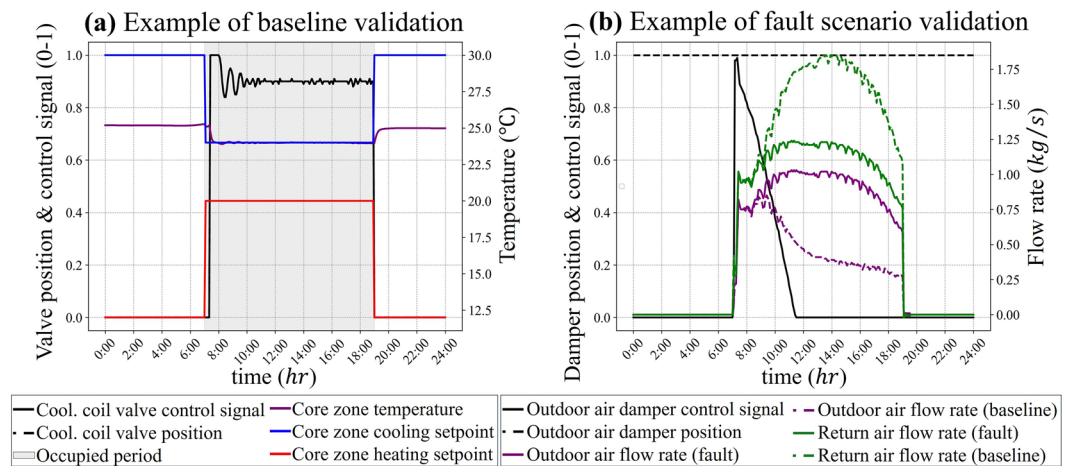 (a) Example of baseline validation
Valve position & control signal (0-1)
1.0
0.8
0.6
0.4
0.2
0.0
30.0
27.5
25.0
22.5
20.0
17.5
15.0
12.5
Temperature (°C)
0:00 2:00 4:00 6:00 8:00 10:00 12:00 14:00 16:00 18:00 20:00 22:00 24:00
time (hr)
Cool. coil valve control signal
Cool. coil valve position
Occupied period
Core zone temperature
Core zone cooling setpoint
Core zone heating setpoint
(b) Example of fault scenario validation
Damper position & control signal (0-1)
1.0
0.8
0.6
0.4
0.2
0.0
1.75
1.50
1.25
1.00
0.75
0.50
0.25
0.00
Flow rate (kg/s)
0:00 2:00 4:00 6:00 8:00 10:00 12:00 14:00 16:00 18:00 20:00 22:00 24:00
time (hr)
Outdoor air damper control signal
Outdoor air damper position
Outdoor air flow rate (fault)
Outdoor air flow rate (baseline)
Return air flow rate (fault)
Return air flow rate (baseline)